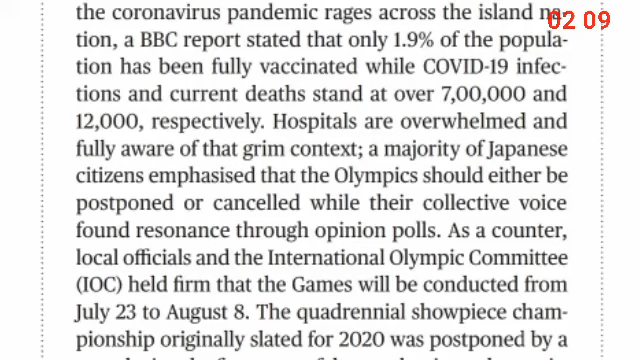 the coronavirus pandemic rages across the island na-
02 09
tion, a BBC report stated that only 1.9% of the popula-
tion has been fully vaccinated while COVID-19 infec-
tions and current deaths stand at over 7,00,000 and
12,000, respectively. Hospitals are overwhelmed and
fully aware of that grim context; a majority of Japanese
citizens emphasised that the Olympics should either be
postponed or cancelled while their collective voice
found resonance through opinion polls. As a counter,
local officials and the International Olympic Committee
(IOC) held firm that the Games will be conducted from
July 23 to August 8. The quadrennial showpiece cham-
pionship originally slated for 2020 was postponed by a